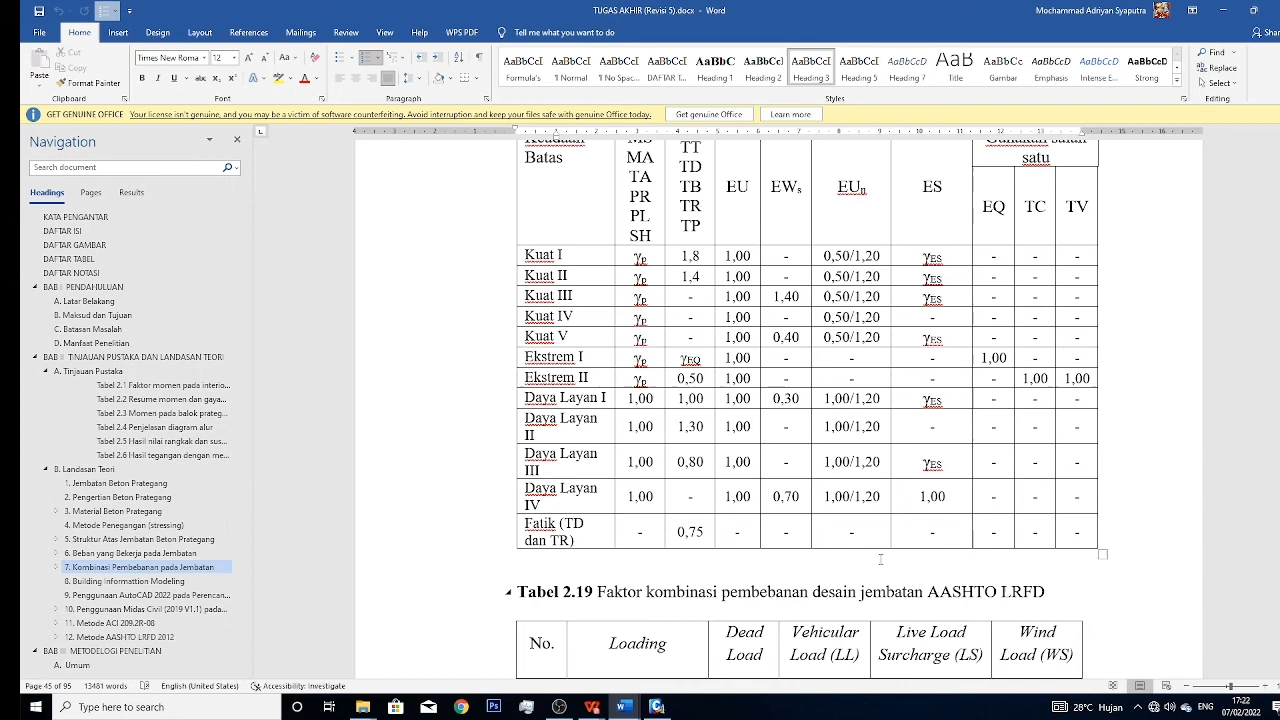 TUGAS AKHIR (Revisi 5).docx - Word
Mochammad Adriyan Syaputra
File Home Insert Design Layout References Mailings Review View Help WPS PDF Tell me what you want to do
Paste
Cut
Copy
Format Painter
Clipboard
Times New Roma 12
Font
Paragraph
AaBbCcI AaBbCcI AaBbCcI AaBbCcI AaBbC AaBbCc AaBbCcI AaBbCcI AaBbCcI AaB AaBbCcI AaBbCcI AaBbCcI AaBbCcI
Formula's ¶ Normal ¶ No Spac... DAFTAR T... Heading 1 Heading 2 Heading 3 Heading 5 Heading 7 Title Gambar Emphasis Intense E... Strong
Styles
Find
Replace
Select
Editing
GET GENUINE OFFICE Your license isn't genuine, and you may be a victim of software counterfeiting. Avoid interruption and keep your files safe with genuine Office today. Get genuine Office Learn more
Navigation
Search document
Headings Pages Results
KATA PENGANTAR
DAFTAR ISI
DAFTAR GAMBAR
DAFTAR TABEL
DAFTAR NOTASI
BAB I PENDAHULUAN
A. Latar Belakang
B. Maksud dan Tujuan
C. Batasan Masalah
D. Manfaat Penelitian
BAB II TINJAUAN PUSTAKA DAN LANDASAN TEORI
A. Tinjauan Pustaka
Tabel 2.1 Faktor momen pada interio...
Tabel 2.2 Resume momen dan gaya...
Tabel 2.3 Momen pada balok prateg...
Tabel 2.4 Penjelasan diagram alur
Tabel 2.5 Hasil nilai rangkak dan sus...
Tabel 2.6 Hasil tegangan dengan me...
B. Landasan Teori
1. Jembatan Beton Prategang
2. Pengertian Beton Prategang
3. Material Beton Prategang
4. Metode Penegangan (stressing)
5. Struktur Atas Jembatan Beton Prategang
6. Beban yang Bekerja pada Jembatan
7. Kombinasi Pembebanan pada Jembatan
8. Building Informattion Modeling
9. Penggunaan AutoCAD 2022 pada Perencan...
10. Penggunaan Midas Civil (2019 V1.1) pada...
11. Metode ACI 209.2R-08
12. Metode AASHTO LRFD 2012
BAB III METODELOGI PENELITIAN
A. Umum
Batas
MS
MA
TA
PR
PL
SH
TT
TD
TB
TR
TP
EU EWs EUn ES
Gunakan salah
satu
EQ TC TV
Kuat I γp 1,8 1,00 - 0,50/1,20 γES - - -
Kuat II γp 1,4 1,00 - 0,50/1,20 γES - - -
Kuat III γp - 1,00 1,40 0,50/1,20 γES - - -
Kuat IV γp - 1,00 - 0,50/1,20 - - - -
Kuat V γp - 1,00 0,40 0,50/1,20 γES - - -
Ekstrem I γp γEQ 1,00 - - - 1,00 - -
Ekstrem II γp 0,50 1,00 - - - - 1,00 1,00
Daya Layan I 1,00 1,00 1,00 0,30 1,00/1,20 γES - - -
Daya Layan
II 1,00 1,30 1,00 - 1,00/1,20 - - - -
Daya Layan
III 1,00 0,80 1,00 - 1,00/1,20 γES - - -
Daya Layan
IV 1,00 - 1,00 0,70 1,00/1,20 1,00 - - -
Fatik (TD
dan TR) - 0,75 - - - - - - -
Tabel 2.19 Faktor kombinasi pembebanan desain jembatan AASHTO LRFD
No. Loading
Dead
Load
Vehicular
Load (LL)
Live Load
Surcharge (LS)
Wind
Load (WS)
Page 45 of 95 13481 words English (United States) Accessibility: Investigate
Type here to search
28°C Hujan
17:22
07/02/2022